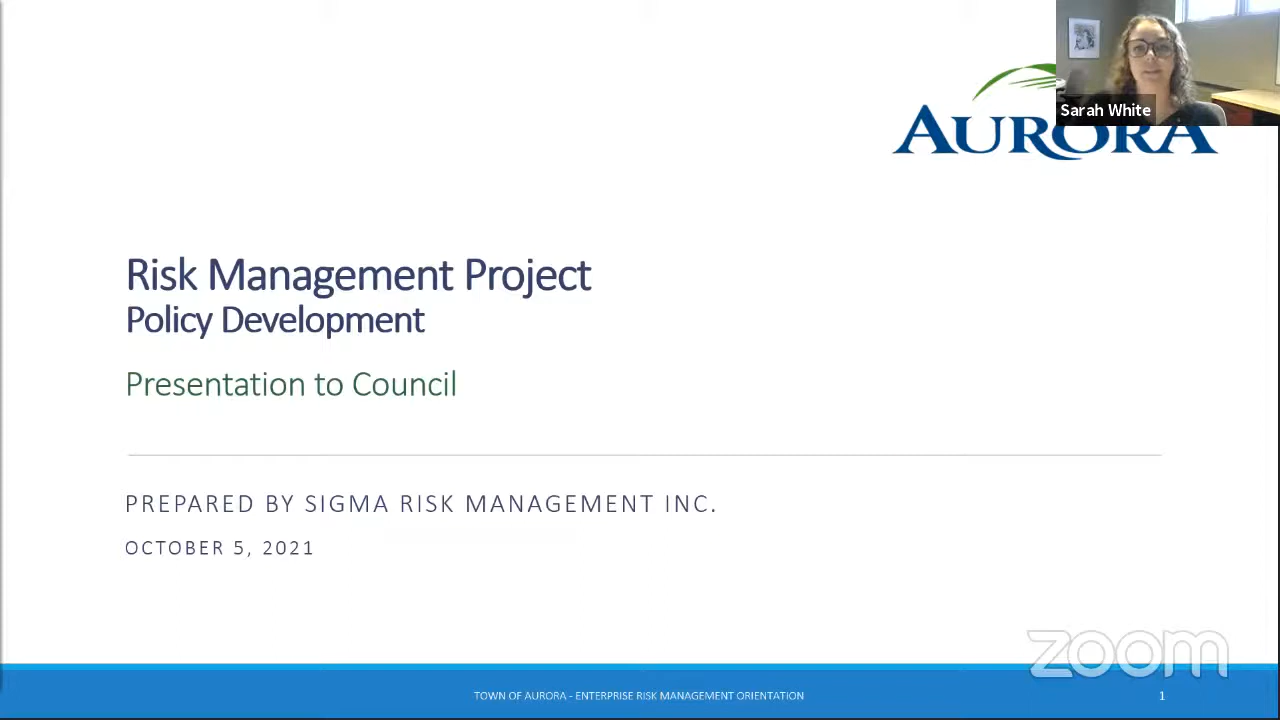 Sarah White
AURORA
Risk Management Project
Policy Development
Presentation to Council
PREPARED BY SIGMA RISK MANAGEMENT INC.
OCTOBER 5, 2021
zoom
TOWN OF AURORA - ENTERPRISE RISK MANAGEMENT ORIENTATION
1